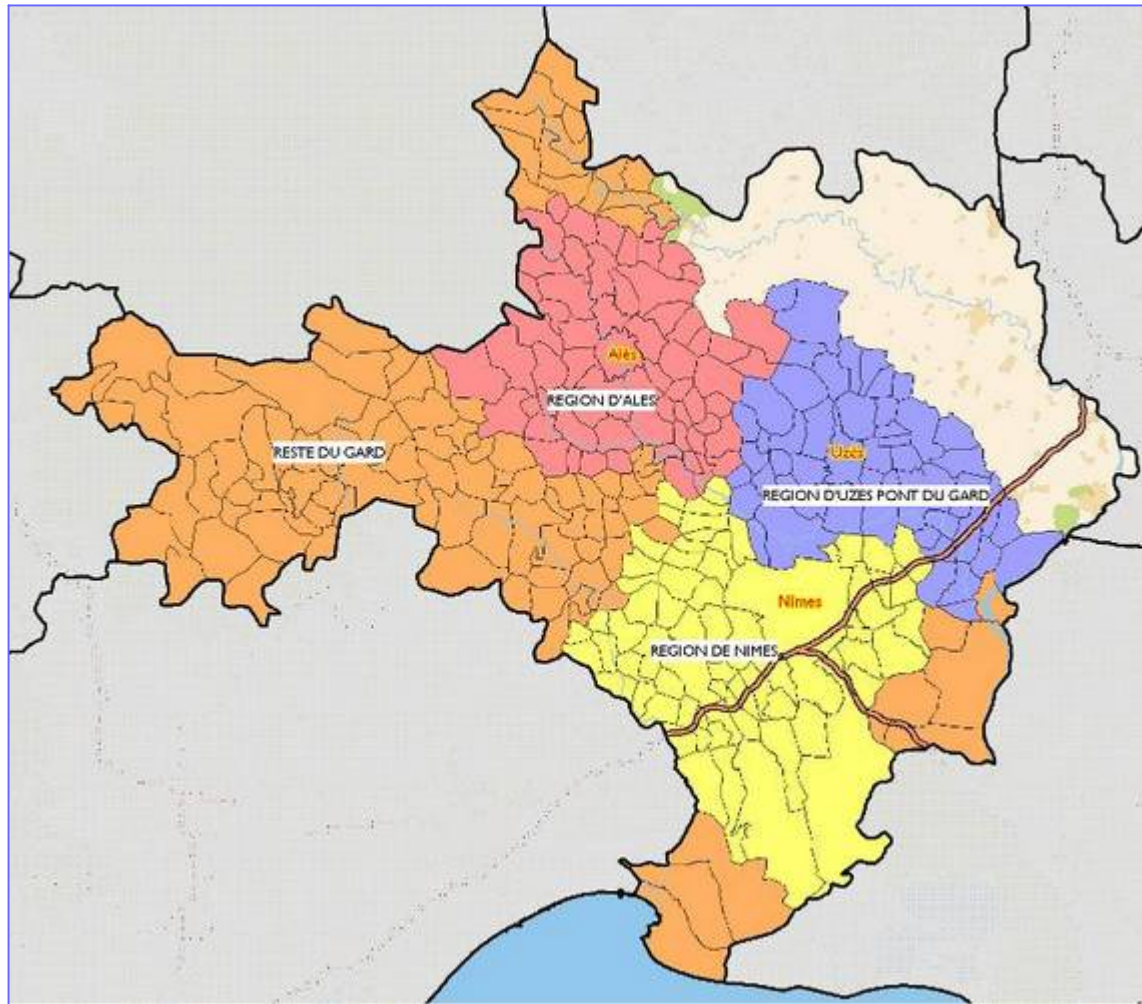 Alès
REGION D'ALES
RESTE DU GARD
Uzès
REGION D'UZES PONT DU GARD
Nîmes
REGION DE NIMES